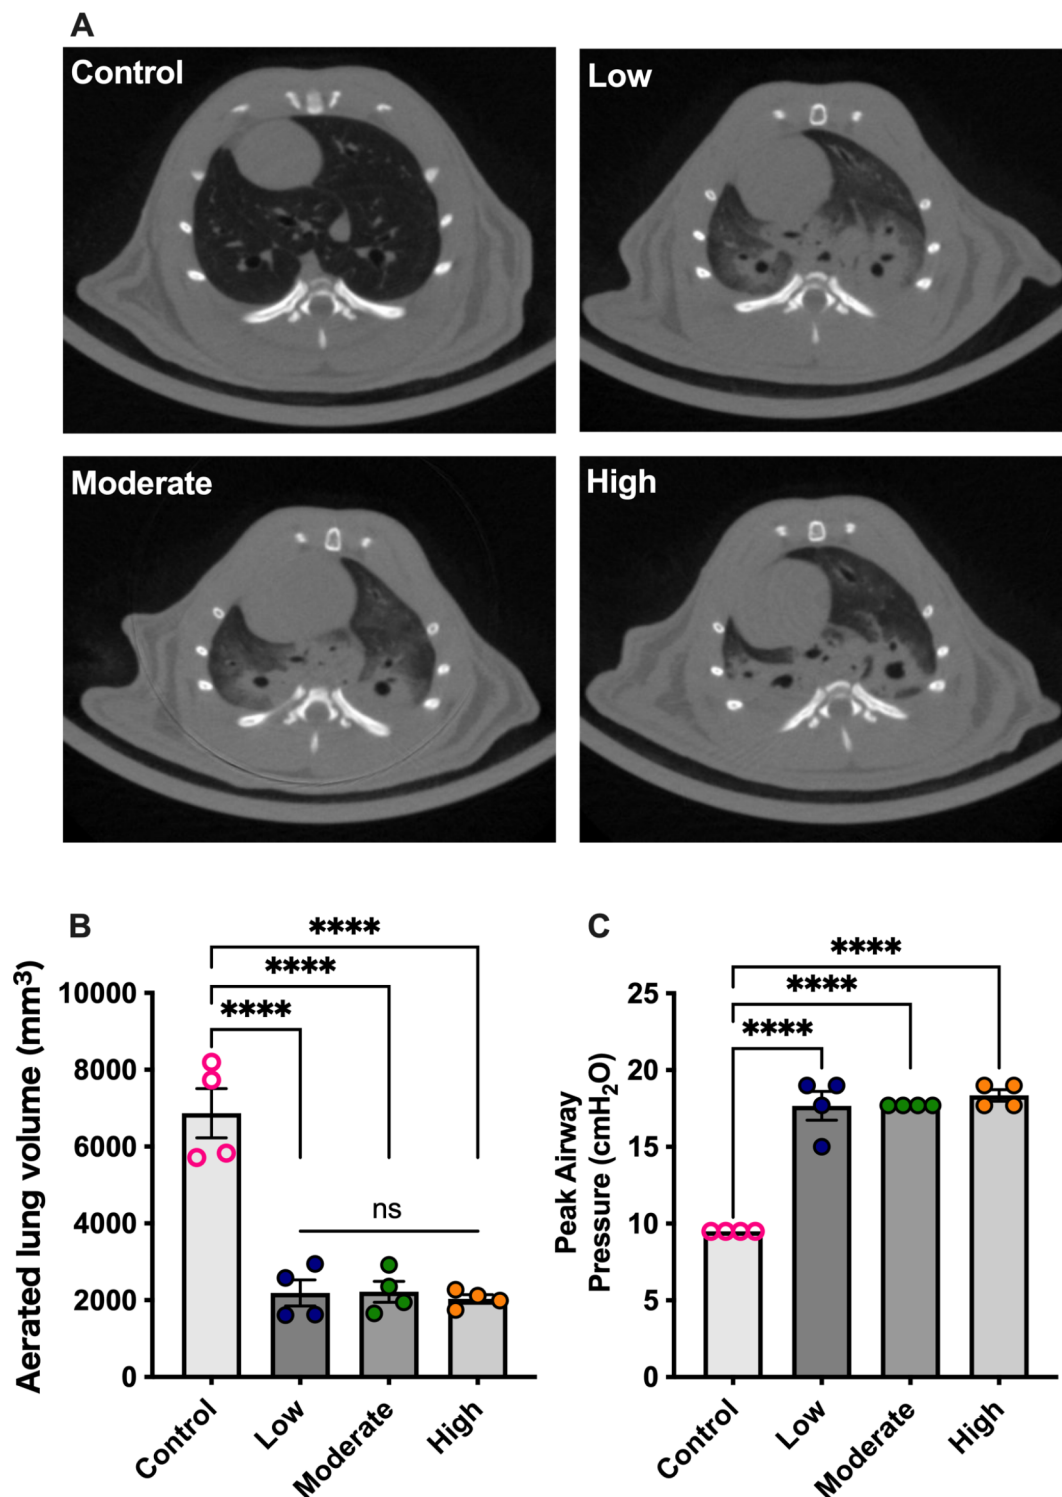 A
Control
Low
Moderate
High
B
****
****
****
ns
Aerated lung volume (mm³)
10000
8000
6000
4000
2000
0
Control
Low
Moderate
High
C
****
****
****
Peak Airway
Pressure (cmH₂O)
25
20
15
10
5
0
Control
Low
Moderate
High